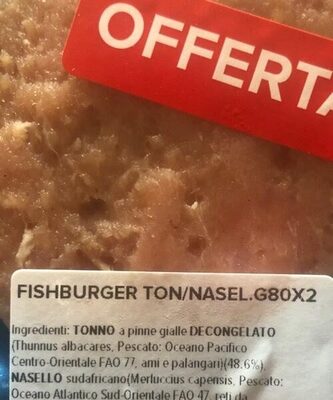 OFFERTA
FISHBURGER TON/NASEL.G80X2
Ingredienti: TONNO a pinne gialle DECONGELATO
(Thunnus albacares, Pescato: Oceano Pacifico
Centro-Orientale FAO 77, ami e palangari)(48.6%),
NASELLO sudafricano(Merluccius capensis, Pescato:
Oceano Atlantico Sud-Orientale FAO 47, reti da